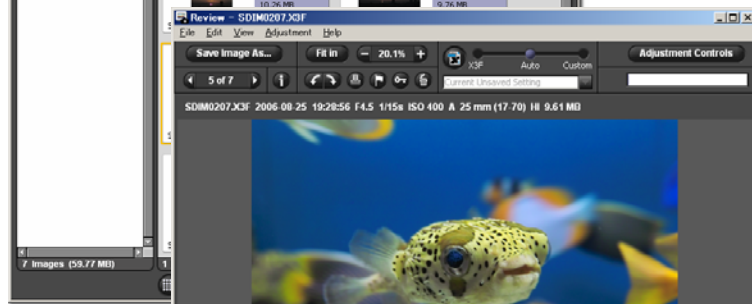 10.26 MB
9.76 MB
Review - SDIM0207.X3F
File Edit View Adjustment Help
Save Image As...
Fit in
- 20.1% +
X3F
Auto
Custom
Adjustment Controls
5 of 7
i
Current Unsaved Setting
SDIM0207.X3F 2006-08-25 19:28:56 F4.5 1/15s ISO 400 A 25 mm (17-70) HI 9.61 MB
7 Images (59.77 MB)
1